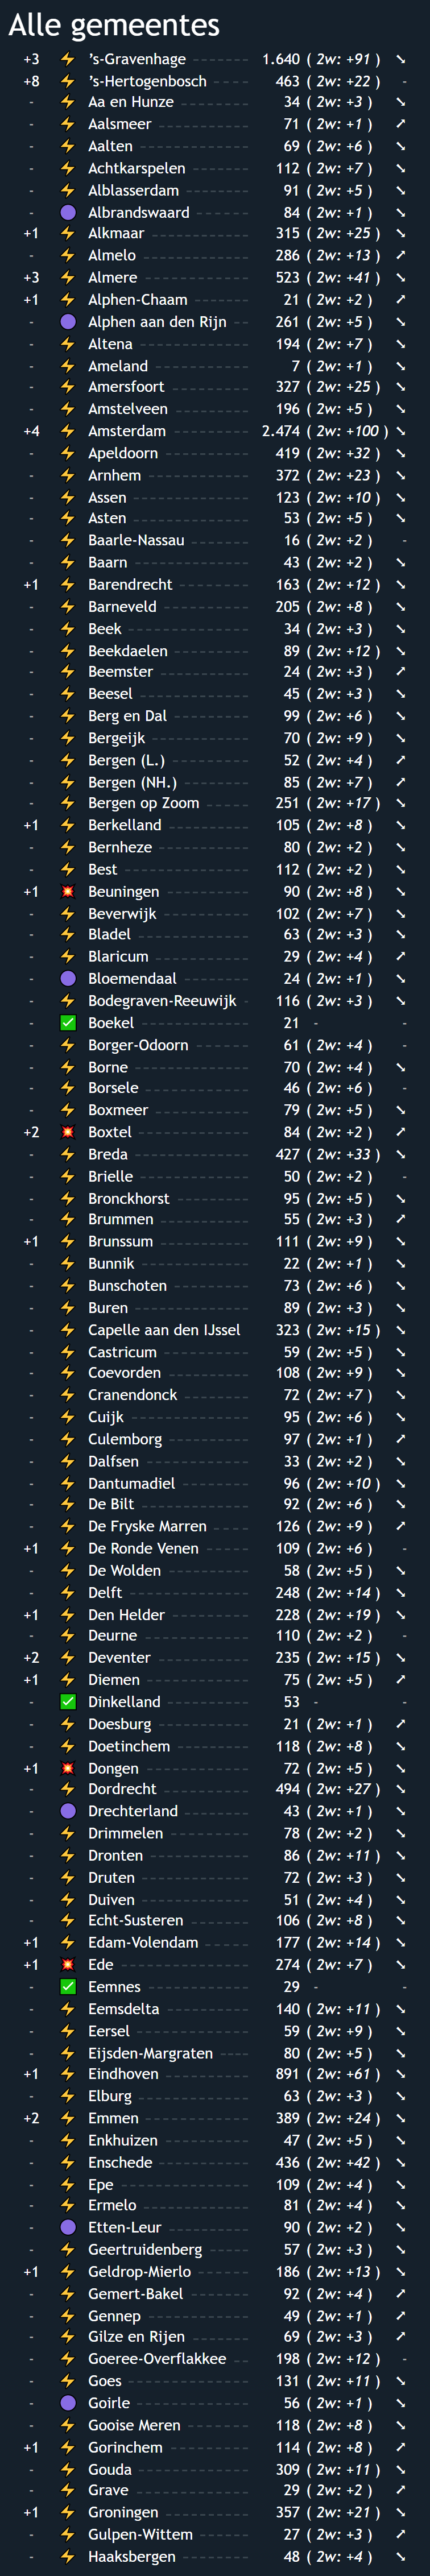 Alle gemeentes
+3 ’s-Gravenhage 1.640 ( 2w: +91 )
+8 ’s-Hertogenbosch 463 ( 2w: +22 ) -
- Aa en Hunze 34 ( 2w: +3 )
- Aalsmeer 71 ( 2w: +1 )
- Aalten 69 ( 2w: +6 )
- Achtkarspelen 112 ( 2w: +7 )
- Alblasserdam 91 ( 2w: +5 )
- Albrandswaard 84 ( 2w: +1 )
+1 Alkmaar 315 ( 2w: +25 )
- Almelo 286 ( 2w: +13 )
+3 Almere 523 ( 2w: +41 )
+1 Alphen-Chaam 21 ( 2w: +2 )
- Alphen aan den Rijn 261 ( 2w: +5 )
- Altena 194 ( 2w: +7 )
- Ameland 7 ( 2w: +1 )
- Amersfoort 327 ( 2w: +25 )
- Amstelveen 196 ( 2w: +5 )
+4 Amsterdam 2.474 ( 2w: +100 )
- Apeldoorn 419 ( 2w: +32 )
- Arnhem 372 ( 2w: +23 )
- Assen 123 ( 2w: +10 )
- Asten 53 ( 2w: +5 )
- Baarle-Nassau 16 ( 2w: +2 ) -
- Baarn 43 ( 2w: +2 )
+1 Barendrecht 163 ( 2w: +12 )
- Barneveld 205 ( 2w: +8 )
- Beek 34 ( 2w: +3 )
- Beekdaelen 89 ( 2w: +12 )
- Beemster 24 ( 2w: +3 )
- Beesel 45 ( 2w: +3 )
- Berg en Dal 99 ( 2w: +6 )
- Bergeijk 70 ( 2w: +9 )
- Bergen (L.) 52 ( 2w: +4 )
- Bergen (NH.) 85 ( 2w: +7 )
- Bergen op Zoom 251 ( 2w: +17 )
+1 Berkelland 105 ( 2w: +8 )
- Bernheze 80 ( 2w: +2 )
- Best 112 ( 2w: +2 )
+1 Beuningen 90 ( 2w: +8 )
- Beverwijk 102 ( 2w: +7 )
- Bladel 63 ( 2w: +3 )
- Blaricum 29 ( 2w: +4 )
- Bloemendaal 24 ( 2w: +1 )
- Bodegraven-Reeuwijk 116 ( 2w: +3 )
- Boekel 21 - -
- Borger-Odoorn 61 ( 2w: +4 ) -
- Borne 70 ( 2w: +4 )
- Borsele 46 ( 2w: +6 ) -
- Boxmeer 79 ( 2w: +5 )
+2 Boxtel 84 ( 2w: +2 )
- Breda 427 ( 2w: +33 )
- Brielle 50 ( 2w: +2 ) -
- Bronckhorst 95 ( 2w: +5 )
- Brummen 55 ( 2w: +3 )
+1 Brunssum 111 ( 2w: +9 )
- Bunnik 22 ( 2w: +1 )
- Bunschoten 73 ( 2w: +6 )
- Buren 89 ( 2w: +3 )
- Capelle aan den IJssel 323 ( 2w: +15 )
- Castricum 59 ( 2w: +5 )
- Coevorden 108 ( 2w: +9 )
- Cranendonck 72 ( 2w: +7 )
- Cuijk 95 ( 2w: +6 )
- Culemborg 97 ( 2w: +1 )
- Dalfsen 33 ( 2w: +2 )
- Dantumadiel 96 ( 2w: +10 )
- De Bilt 92 ( 2w: +6 )
- De Fryske Marren 126 ( 2w: +9 )
+1 De Ronde Venen 109 ( 2w: +6 ) -
- De Wolden 58 ( 2w: +5 )
- Delft 248 ( 2w: +14 )
+1 Den Helder 228 ( 2w: +19 )
- Deurne 110 ( 2w: +2 ) -
+2 Deventer 235 ( 2w: +15 )
+1 Diemen 75 ( 2w: +5 )
- Dinkelland 53 - -
- Doesburg 21 ( 2w: +1 )
- Doetinchem 118 ( 2w: +8 )
+1 Dongen 72 ( 2w: +5 )
- Dordrecht 494 ( 2w: +27 )
- Drechterland 43 ( 2w: +1 )
- Drimmelen 78 ( 2w: +2 )
- Dronten 86 ( 2w: +11 )
- Druten 72 ( 2w: +3 )
- Duiven 51 ( 2w: +4 )
- Echt-Susteren 106 ( 2w: +8 )
+1 Edam-Volendam 177 ( 2w: +14 )
+1 Ede 274 ( 2w: +7 )
- Eemnes 29 - -
- Eemsdelta 140 ( 2w: +11 )
- Eersel 59 ( 2w: +9 )
- Eijsden-Margraten 80 ( 2w: +5 )
+1 Eindhoven 891 ( 2w: +61 )
- Elburg 63 ( 2w: +3 )
+2 Emmen 389 ( 2w: +24 )
- Enkhuizen 47 ( 2w: +5 )
- Enschede 436 ( 2w: +42 )
- Epe 109 ( 2w: +4 )
- Ermelo 81 ( 2w: +4 )
- Etten-Leur 90 ( 2w: +2 )
- Geertruidenberg 57 ( 2w: +3 )
+1 Geldrop-Mierlo 186 ( 2w: +13 )
- Gemert-Bakel 92 ( 2w: +4 )
- Gennep 49 ( 2w: +1 )
- Gilze en Rijen 69 ( 2w: +3 )
- Goeree-Overflakkee 198 ( 2w: +12 ) -
- Goes 131 ( 2w: +11 )
- Goirle 56 ( 2w: +1 )
- Gooise Meren 118 ( 2w: +8 )
+1 Gorinchem 114 ( 2w: +8 )
- Gouda 309 ( 2w: +11 )
- Grave 29 ( 2w: +2 )
+1 Groningen 357 ( 2w: +21 )
- Gulpen-Wittem 27 ( 2w: +3 )
- Haaksbergen 48 ( 2w: +4 )